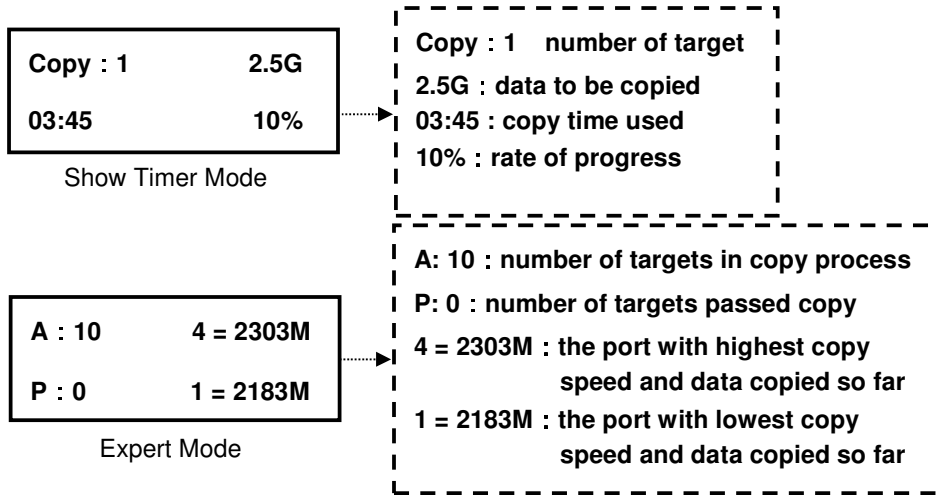 Copy : 1 2.5G
03:45 10%
Show Timer Mode
Copy : 1 number of target
2.5G : data to be copied
03:45 : copy time used
10% : rate of progress
A : 10 4 = 2303M
P : 0 1 = 2183M
Expert Mode
A: 10 : number of targets in copy process
P: 0 : number of targets passed copy
4 = 2303M : the port with highest copy
speed and data copied so far
1 = 2183M : the port with lowest copy
speed and data copied so far